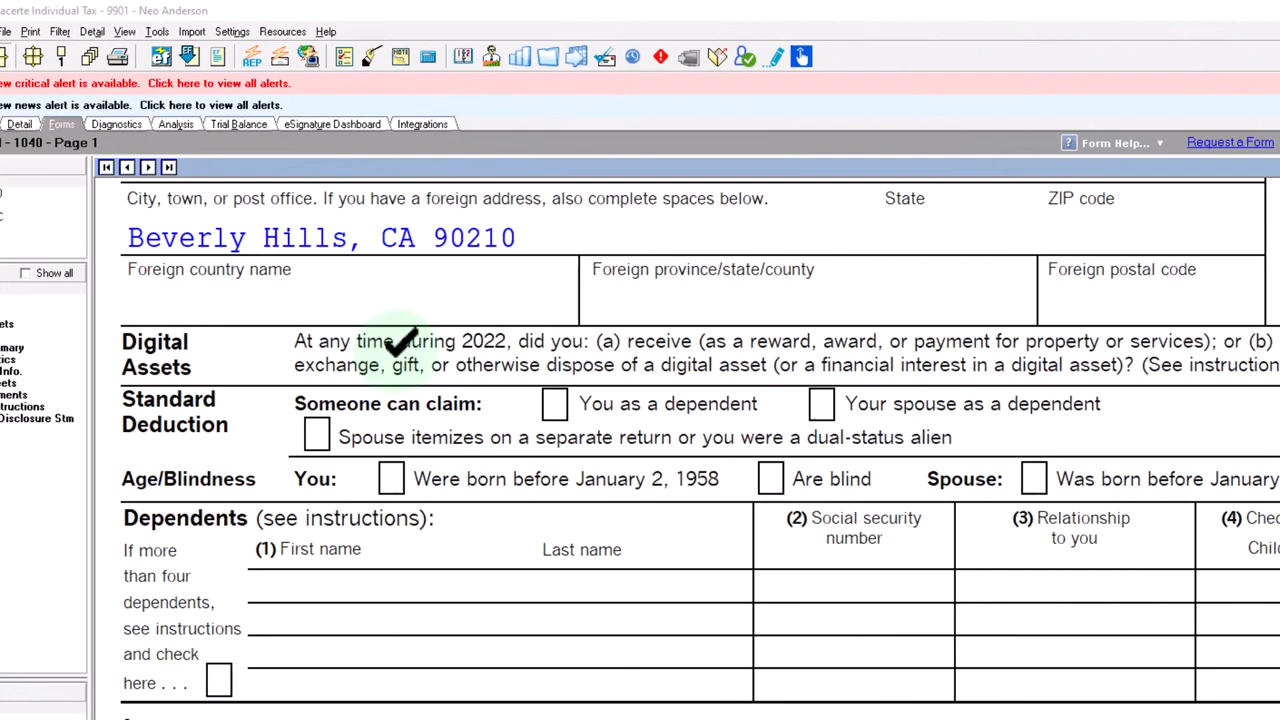 acerte Individual Tax - 9901 - Neo Anderson
File Print Filter Detail View Tools Import Settings Resources Help
REP
ew critical alert is available. Click here to view all alerts.
ew news alert is available. Click here to view all alerts.
Detail Forms Diagnostics Analysis Trial Balance eSignature Dashboard Integrations
- 1040 - Page 1 Form Help... Request a Form
City, town, or post office. If you have a foreign address, also complete spaces below. State ZIP code
Beverly Hills, CA 90210
Show all
Foreign country name Foreign province/state/county Foreign postal code
Digital Assets
At any time during 2022, did you: (a) receive (as a reward, award, or payment for property or services); or (b)
exchange, gift, or otherwise dispose of a digital asset (or a financial interest in a digital asset)? (See instruction
Standard Deduction
Someone can claim: You as a dependent Your spouse as a dependent
Spouse itemizes on a separate return or you were a dual-status alien
Age/Blindness You: Were born before January 2, 1958 Are blind Spouse: Was born before January
Dependents (see instructions): (2) Social security number (3) Relationship to you (4) Chec
(1) First name Last name Chil
If more
than four
dependents,
see instructions
and check
here . . .
ets
mary
tics
Info.
eets
ments
tructions
Disclosure Stm